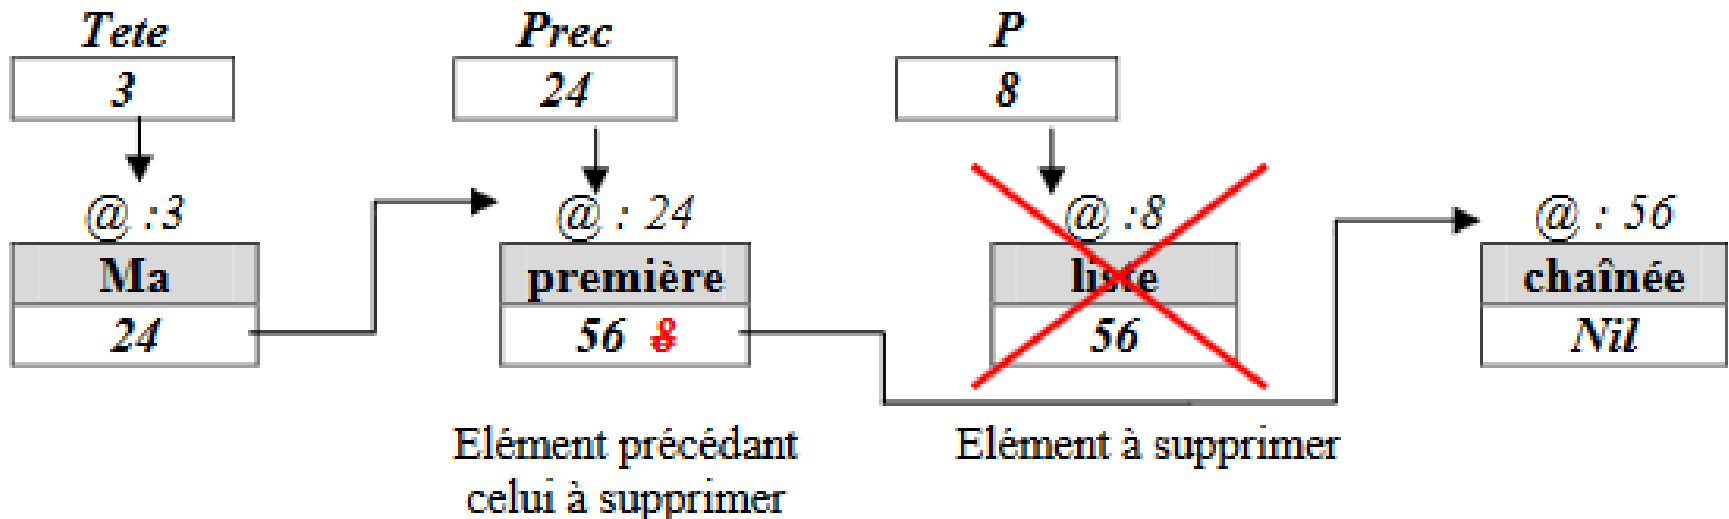 Tete Prec P
3 24 8
@ :3 @ : 24 @ :8 @ : 56
Ma première liste chaînée
24 56 8 56 Nil
Elément précédant Elément à supprimer
celui à supprimer